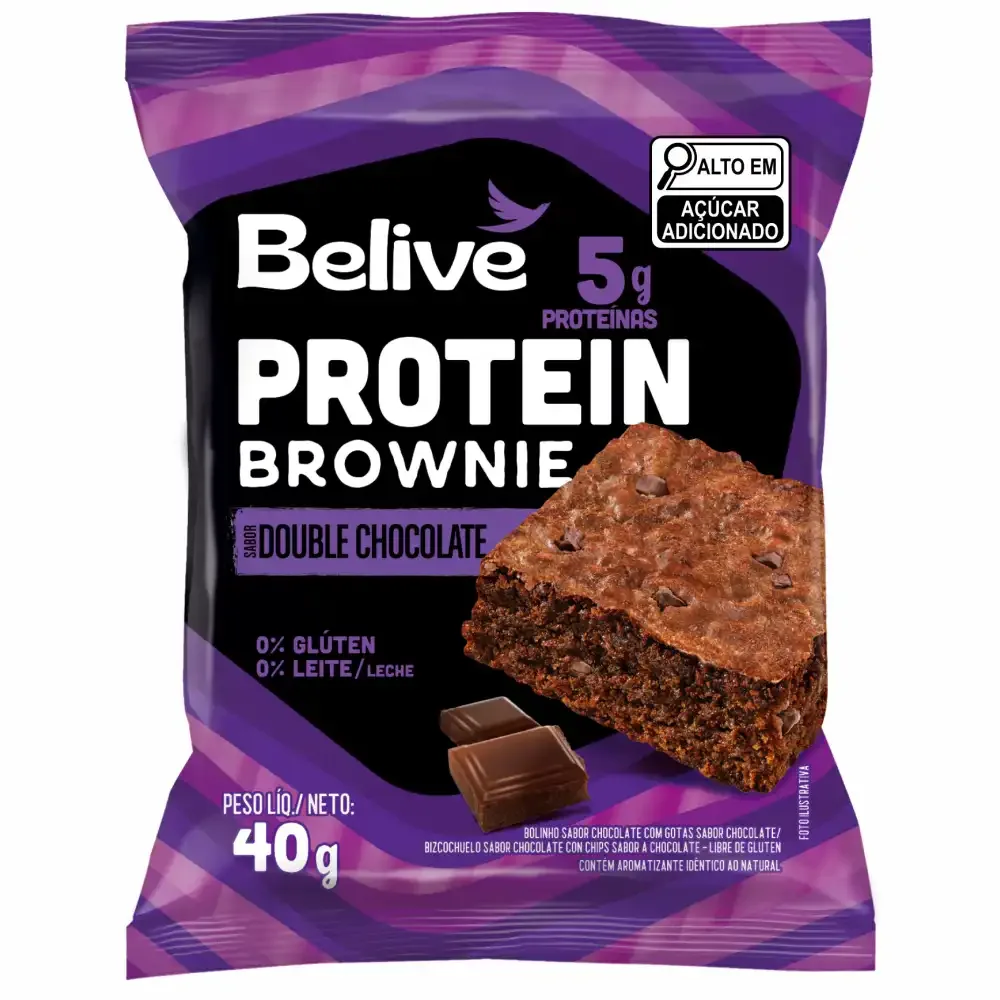 ALTO EM
AÇÚCAR
ADICIONADO
Belive
5g
PROTEÍNAS
PROTEIN
BROWNIE
SABOR
DOUBLE CHOCOLATE
0% GLÚTEN
0% LEITE/LECHE
PESO LÍQ./NETO:
40g
FOTO ILUSTRATIVA
BOLINHO SABOR CHOCOLATE COM GOTAS SABOR CHOCOLATE/
BIZCOCHUELO SABOR CHOCOLATE CON CHIPS SABOR A CHOCOLATE – LIBRE DE GLUTEN
CONTÉM AROMATIZANTE IDÊNTICO AO NATURAL